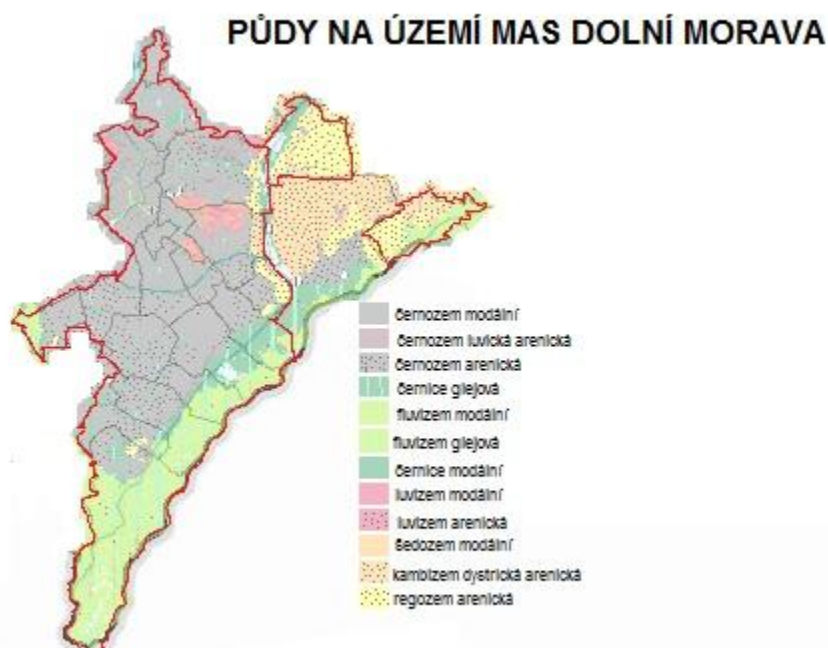 PŮDY NA ÚZEMÍ MAS DOLNÍ MORAVA
černozem modální
černozem luvická arenická
černozem arenická
černice glejová
fluvizem modální
fluvizem glejová
černice modální
luvizem modální
luvizem arenická
šedozem modální
kambizem dystrická arenická
regozem arenická